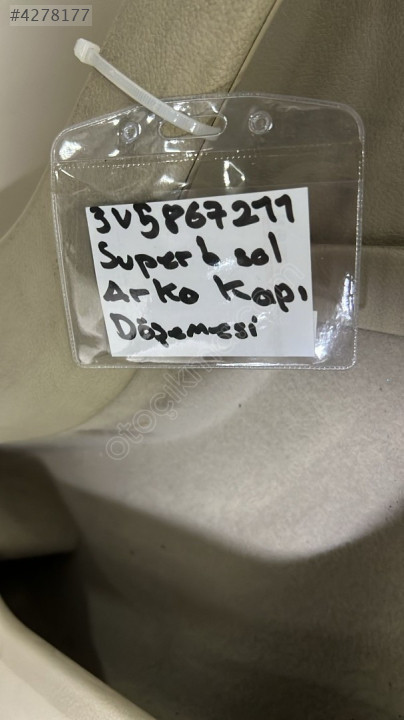 #4278177
3V5867211
Superb sol
Arka Kapı
Döşemesi